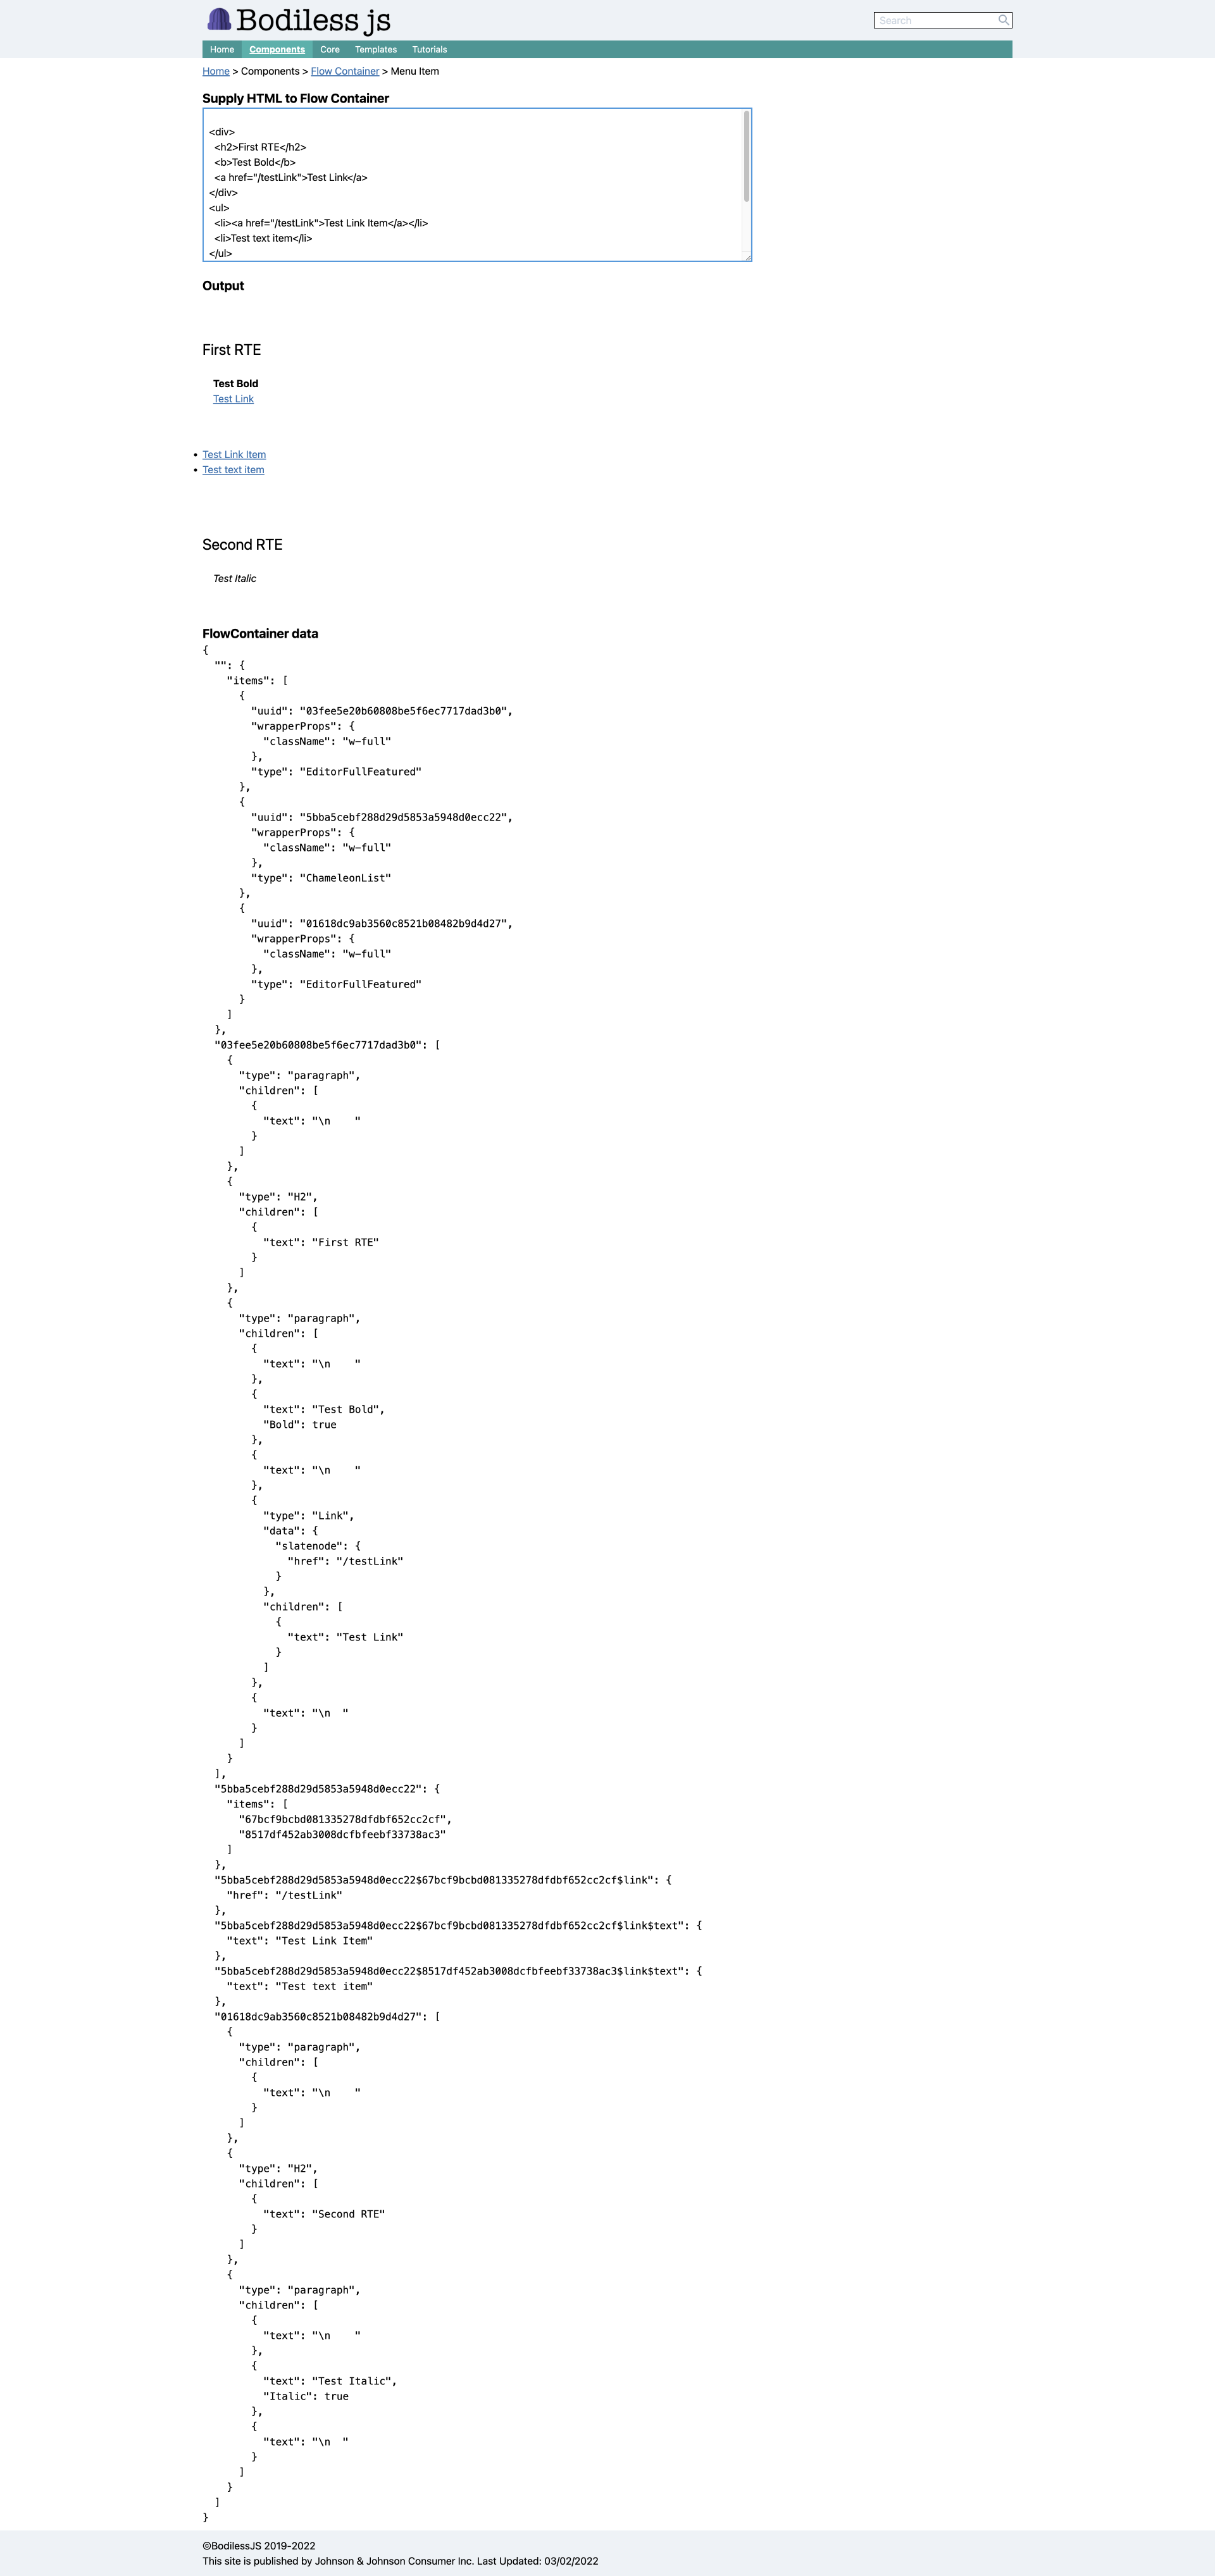 Bodiless js
Search
Home Components Core Templates Tutorials
Home > Components > Flow Container > Menu Item
Supply HTML to Flow Container
<div>
  <h2>First RTE</h2>
  <b>Test Bold</b>
  <a href="/testLink">Test Link</a>
</div>
<ul>
  <li><a href="/testLink">Test Link Item</a></li>
  <li>Test text item</li>
</ul>
Output
First RTE
Test Bold
Test Link
• Test Link Item
• Test text item
Second RTE
Test Italic
FlowContainer data
{
  "": {
    "items": [
      {
        "uuid": "03fee5e20b60808be5f6ec7717dad3b0",
        "wrapperProps": {
          "className": "w-full"
        },
        "type": "EditorFullFeatured"
      },
      {
        "uuid": "5bba5cebf288d29d5853a5948d0ecc22",
        "wrapperProps": {
          "className": "w-full"
        },
        "type": "ChameleonList"
      },
      {
        "uuid": "01618dc9ab3560c8521b08482b9d4d27",
        "wrapperProps": {
          "className": "w-full"
        },
        "type": "EditorFullFeatured"
      }
    ]
  },
  "03fee5e20b60808be5f6ec7717dad3b0": [
    {
      "type": "paragraph",
      "children": [
        {
          "text": "\n    "
        }
      ]
    },
    {
      "type": "H2",
      "children": [
        {
          "text": "First RTE"
        }
      ]
    },
    {
      "type": "paragraph",
      "children": [
        {
          "text": "\n    "
        },
        {
          "text": "Test Bold",
          "Bold": true
        },
        {
          "text": "\n    "
        },
        {
          "type": "Link",
          "data": {
            "slatenode": {
              "href": "/testLink"
            }
          },
          "children": [
            {
              "text": "Test Link"
            }
          ]
        },
        {
          "text": "\n  "
        }
      ]
    }
  ],
  "5bba5cebf288d29d5853a5948d0ecc22": {
    "items": [
      "67bcf9bcbd081335278dfdbf652cc2cf",
      "8517df452ab3008dcfbfeebf33738ac3"
    ]
  },
  "5bba5cebf288d29d5853a5948d0ecc22$67bcf9bcbd081335278dfdbf652cc2cf$link": {
    "href": "/testLink"
  },
  "5bba5cebf288d29d5853a5948d0ecc22$67bcf9bcbd081335278dfdbf652cc2cf$link$text": {
    "text": "Test Link Item"
  },
  "5bba5cebf288d29d5853a5948d0ecc22$8517df452ab3008dcfbfeebf33738ac3$link$text": {
    "text": "Test text item"
  },
  "01618dc9ab3560c8521b08482b9d4d27": [
    {
      "type": "paragraph",
      "children": [
        {
          "text": "\n    "
        }
      ]
    },
    {
      "type": "H2",
      "children": [
        {
          "text": "Second RTE"
        }
      ]
    },
    {
      "type": "paragraph",
      "children": [
        {
          "text": "\n    "
        },
        {
          "text": "Test Italic",
          "Italic": true
        },
        {
          "text": "\n  "
        }
      ]
    }
  ]
}
©BodilessJS 2019-2022
This site is published by Johnson & Johnson Consumer Inc. Last Updated: 03/02/2022